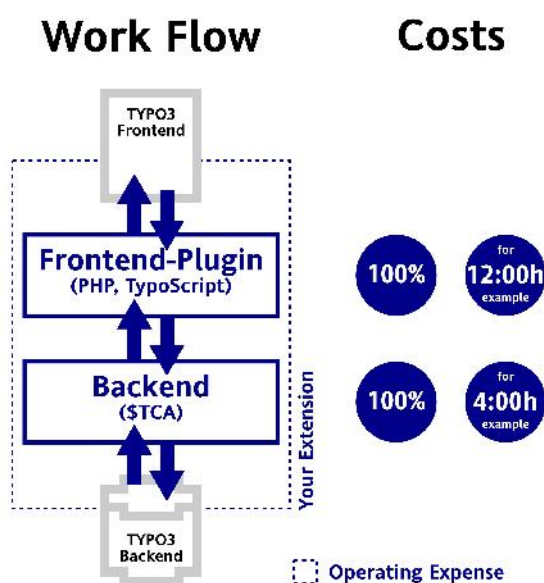 Work Flow
Costs
TYPO3
Frontend
Frontend-Plugin
(PHP, TypoScript)
100%
for
12:00h
example
Backend
($TCA)
100%
for
4:00h
example
Your Extension
TYPO3
Backend
Operating Expense